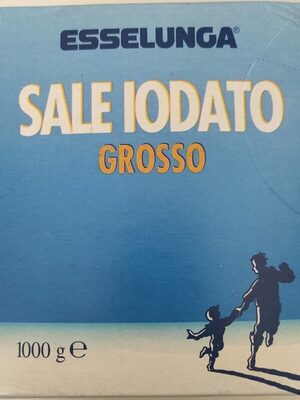 ESSELUNGA®
SALE IODATO
GROSSO
1000 g ℮